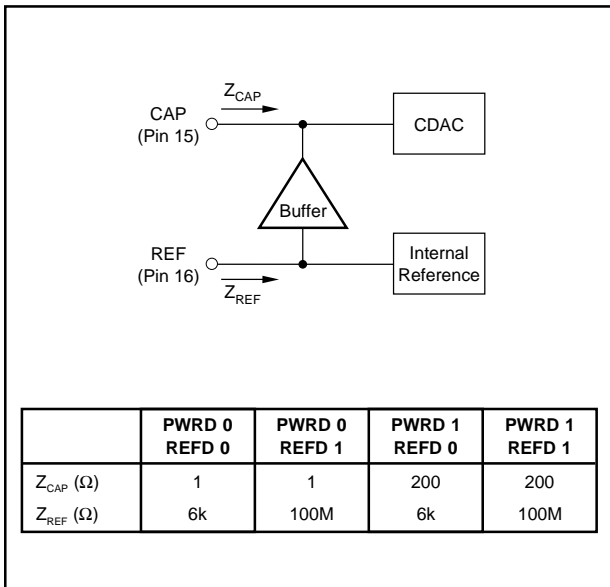 Z_CAP
CAP
(Pin 15)
CDAC
Buffer
REF
(Pin 16)
Z_REF
Internal
Reference
PWRD 0 REFD 0 | PWRD 0 REFD 1 | PWRD 1 REFD 0 | PWRD 1 REFD 1
Z_CAP (Ω) 1 1 200 200
Z_REF (Ω) 6k 100M 6k 100M